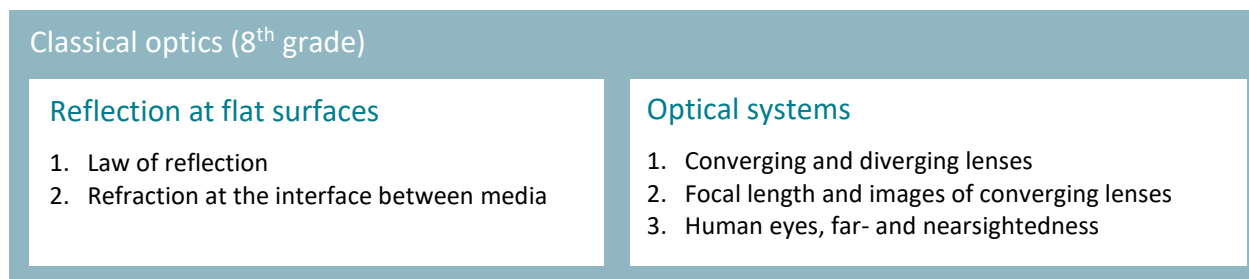 Classical optics (8th grade)
Reflection at flat surfaces
1. Law of reflection
2. Refraction at the interface between media
Optical systems
1. Converging and diverging lenses
2. Focal length and images of converging lenses
3. Human eyes, far- and nearsightedness